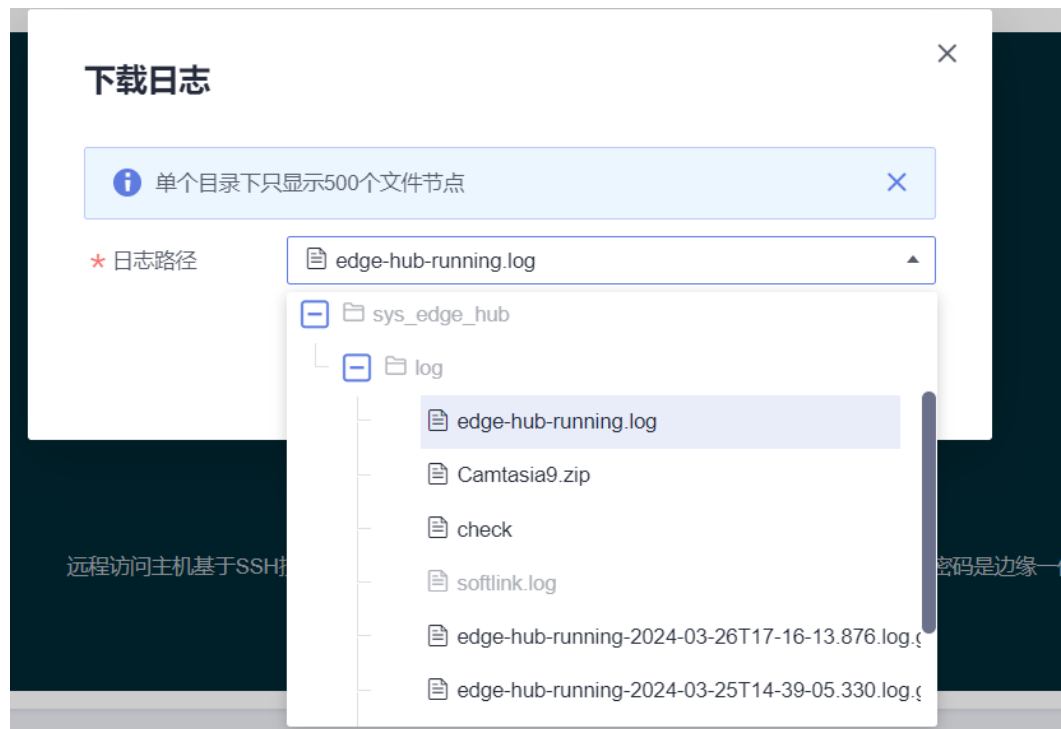 下载日志
单个目录下只显示500个文件节点
* 日志路径
edge-hub-running.log
sys_edge_hub
log
edge-hub-running.log
Camtasia9.zip
check
softlink.log
远程访问主机基于SSH
密码是边缘一
edge-hub-running-2024-03-26T17-16-13.876.log.g
edge-hub-running-2024-03-25T14-39-05.330.log.g